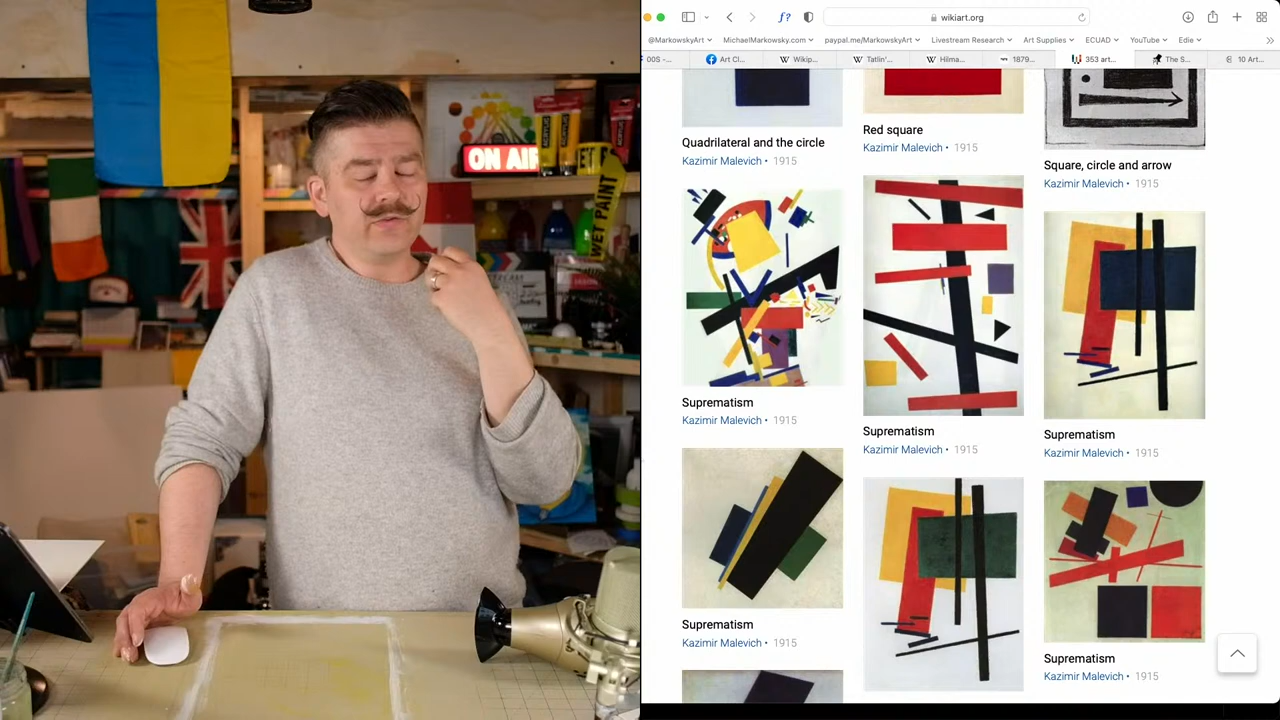 ON AIR
WET PAINT
wikiart.org
@MarkowskyArt
MichaelMarkowsky.com
paypal.me/MarkowskyArt
Livestream Research
Art Supplies
ECUAD
YouTube
Edie
00S -...
Art Cl...
Wikip...
Tatlin'...
Hilma...
1879...
353 art...
The S...
10 Art...
Quadrilateral and the circle
Kazimir Malevich • 1915
Red square
Kazimir Malevich • 1915
Square, circle and arrow
Kazimir Malevich • 1915
Suprematism
Kazimir Malevich • 1915
Suprematism
Kazimir Malevich • 1915
Suprematism
Kazimir Malevich • 1915
Suprematism
Kazimir Malevich • 1915
Suprematism
Kazimir Malevich • 1915